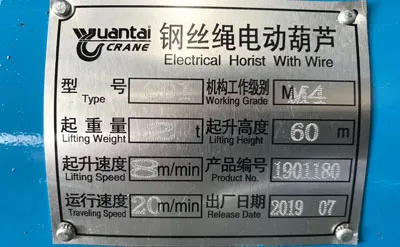 Yuantai
CRANE
钢丝绳电动葫芦
Electrical Horist With Wire
型 号
Type
机构工作级别 M4
Working Grade
起重量 t
Lifting Weight
起升高度 60 m
Lifting Height
起升速度 8 m/min
Lifting Speed
产品编号 1901180
Product No.
运行速度 20 m/min
Traveling Speed
出厂日期 2019 07
Release Date